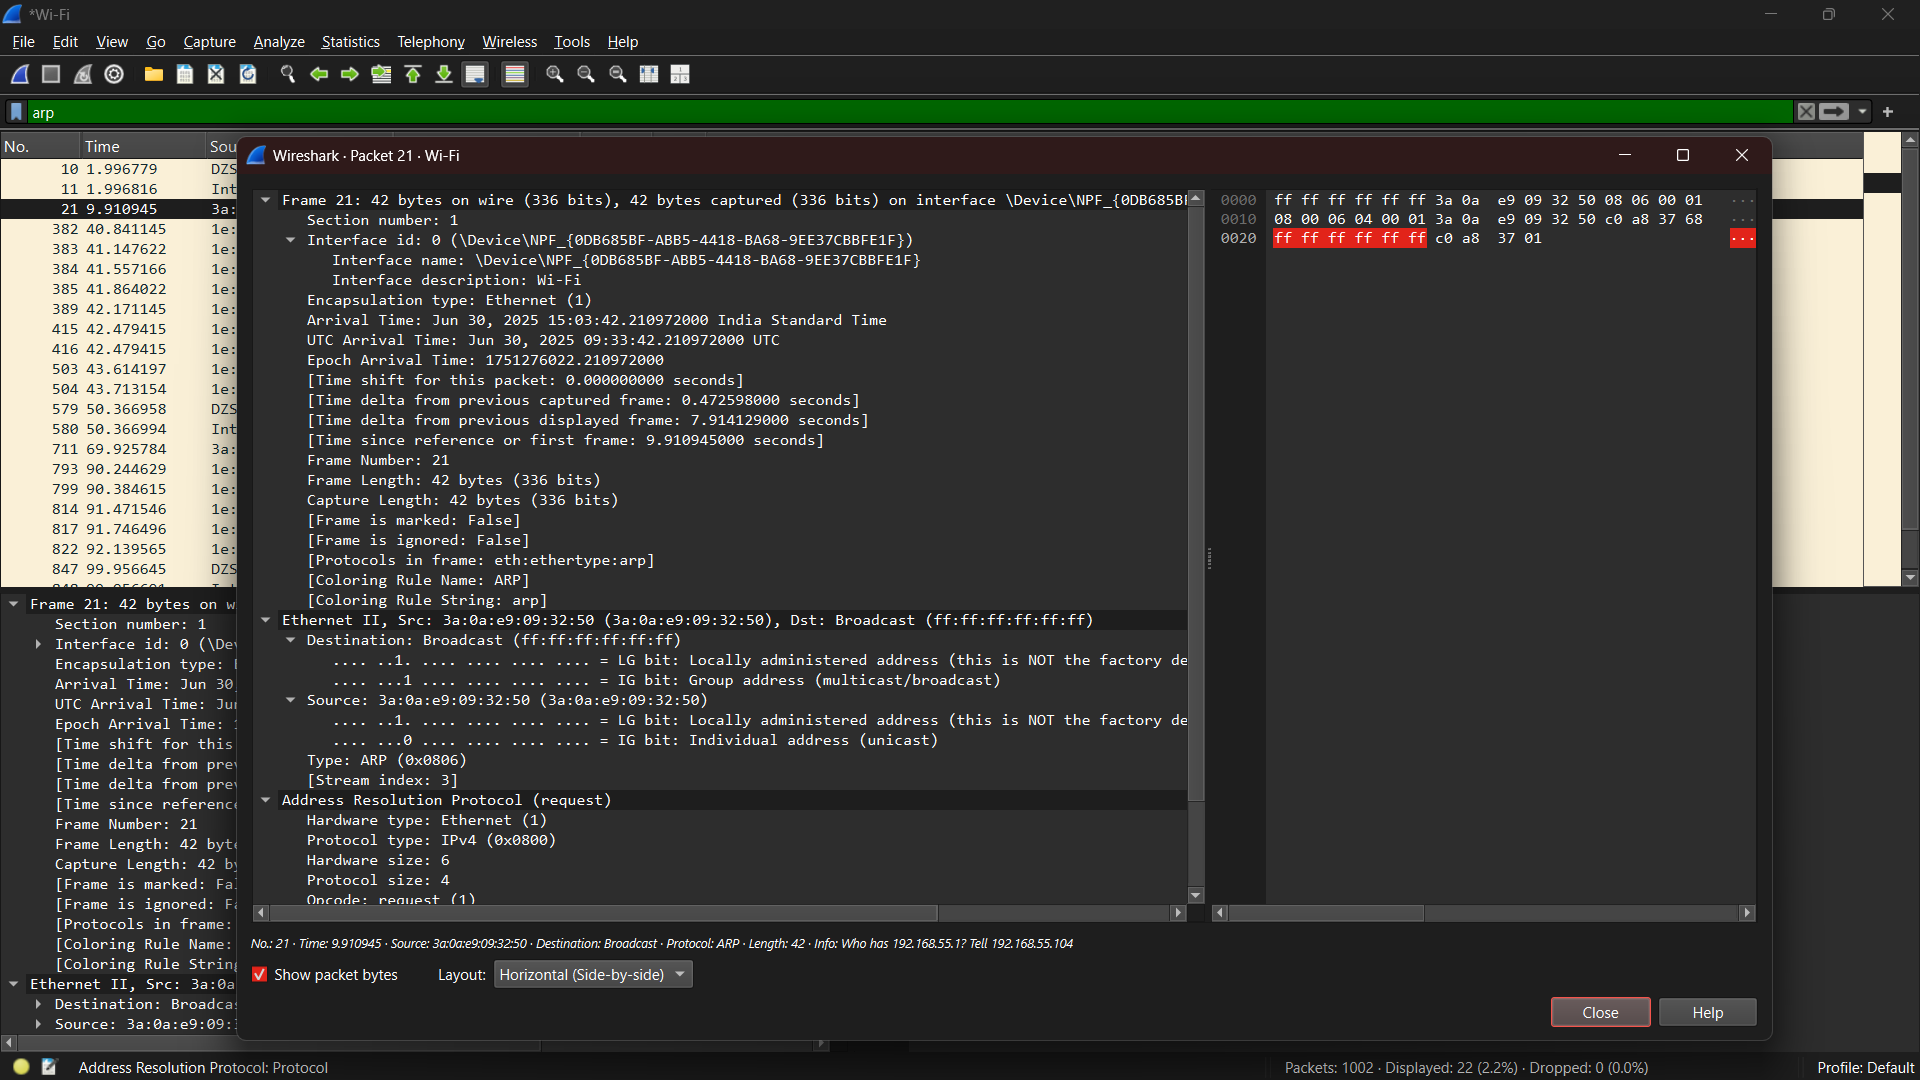 *Wi-Fi
File Edit View Go Capture Analyze Statistics Telephony Wireless Tools Help
arp
No. Time Sou
10 1.996779 DZS
11 1.996816 Int
21 9.910945 3a:
382 40.841145 1e:
383 41.147622 1e:
384 41.557166 1e:
385 41.864022 1e:
389 42.171145 1e:
415 42.479415 1e:
416 42.479415 1e:
503 43.614197 1e:
504 43.713154 1e:
579 50.366958 DZS
580 50.366994 Int
711 69.925784 3a:
793 90.244629 1e:
799 90.384615 1e:
814 91.471546 1e:
817 91.746496 1e:
822 92.139565 1e:
847 99.956645 DZS
Frame 21: 42 bytes on w
Section number: 1
Interface id: 0 (\De
Encapsulation type:
Arrival Time: Jun 30
UTC Arrival Time: Ju
Epoch Arrival Time:
[Time shift for this
[Time delta from pre
[Time delta from pre
[Time since reference
Frame Number: 21
Frame Length: 42 byt
Capture Length: 42 b
[Frame is marked: Fa
[Frame is ignored: F
[Protocols in frame:
[Coloring Rule Name:
[Coloring Rule String
Ethernet II, Src: 3a:0a
Destination: Broadca
Source: 3a:0a:e9:09:
Wireshark · Packet 21 · Wi-Fi
Frame 21: 42 bytes on wire (336 bits), 42 bytes captured (336 bits) on interface \Device\NPF_{0DB685B
Section number: 1
Interface id: 0 (\Device\NPF_{0DB685BF-ABB5-4418-BA68-9EE37CBBFE1F})
Interface name: \Device\NPF_{0DB685BF-ABB5-4418-BA68-9EE37CBBFE1F}
Interface description: Wi-Fi
Encapsulation type: Ethernet (1)
Arrival Time: Jun 30, 2025 15:03:42.210972000 India Standard Time
UTC Arrival Time: Jun 30, 2025 09:33:42.210972000 UTC
Epoch Arrival Time: 1751276022.210972000
[Time shift for this packet: 0.000000000 seconds]
[Time delta from previous captured frame: 0.472598000 seconds]
[Time delta from previous displayed frame: 7.914129000 seconds]
[Time since reference or first frame: 9.910945000 seconds]
Frame Number: 21
Frame Length: 42 bytes (336 bits)
Capture Length: 42 bytes (336 bits)
[Frame is marked: False]
[Frame is ignored: False]
[Protocols in frame: eth:ethertype:arp]
[Coloring Rule Name: ARP]
[Coloring Rule String: arp]
Ethernet II, Src: 3a:0a:e9:09:32:50 (3a:0a:e9:09:32:50), Dst: Broadcast (ff:ff:ff:ff:ff:ff)
Destination: Broadcast (ff:ff:ff:ff:ff:ff)
.... ..1. .... .... .... .... = LG bit: Locally administered address (this is NOT the factory de
.... ...1 .... .... .... .... = IG bit: Group address (multicast/broadcast)
Source: 3a:0a:e9:09:32:50 (3a:0a:e9:09:32:50)
.... ..1. .... .... .... .... = LG bit: Locally administered address (this is NOT the factory de
.... ...0 .... .... .... .... = IG bit: Individual address (unicast)
Type: ARP (0x0806)
[Stream index: 3]
Address Resolution Protocol (request)
Hardware type: Ethernet (1)
Protocol type: IPv4 (0x0800)
Hardware size: 6
Protocol size: 4
Opcode: request (1)
0000 ff ff ff ff ff ff 3a 0a e9 09 32 50 08 06 00 01 ...
0010 08 00 06 04 00 01 3a 0a e9 09 32 50 c0 a8 37 68 ...
0020 ff ff ff ff ff ff c0 a8 37 01 ...
No.: 21 · Time: 9.910945 · Source: 3a:0a:e9:09:32:50 · Destination: Broadcast · Protocol: ARP · Length: 42 · Info: Who has 192.168.55.1? Tell 192.168.55.104
Show packet bytes Layout: Horizontal (Side-by-side)
Close Help
Address Resolution Protocol: Protocol
Packets: 1002 · Displayed: 22 (2.2%) · Dropped: 0 (0.0%)
Profile: Default